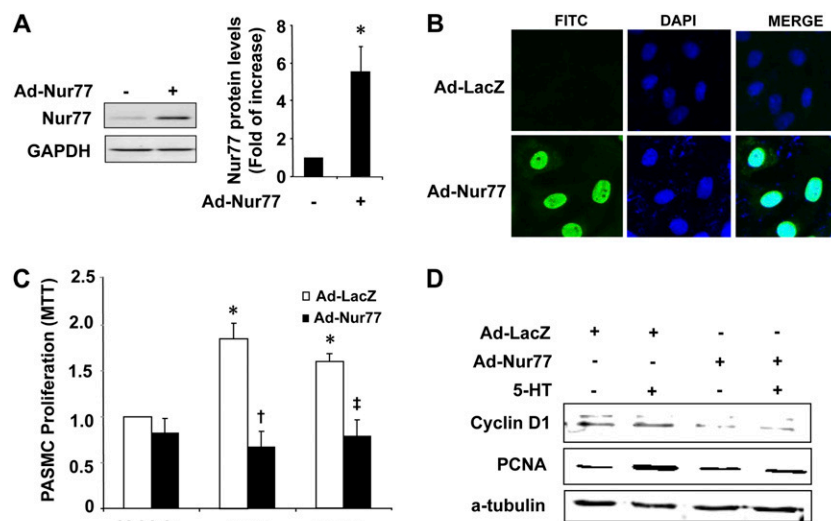 A
Ad-Nur77 - +
Nur77
GAPDH
Nur77 protein levels
(Fold of increase)
8
6
4
2
0
*
Ad-Nur77 - +
B
FITC DAPI MERGE
Ad-LacZ
Ad-Nur77
C
PASMC Proliferation (MTT)
2.5
2.0
1.5
1.0
0.5
0
Ad-LacZ
Ad-Nur77
* † * ‡
D
Ad-LacZ + + - -
Ad-Nur77 - - + +
5-HT - + - +
Cyclin D1
PCNA
a-tubulin